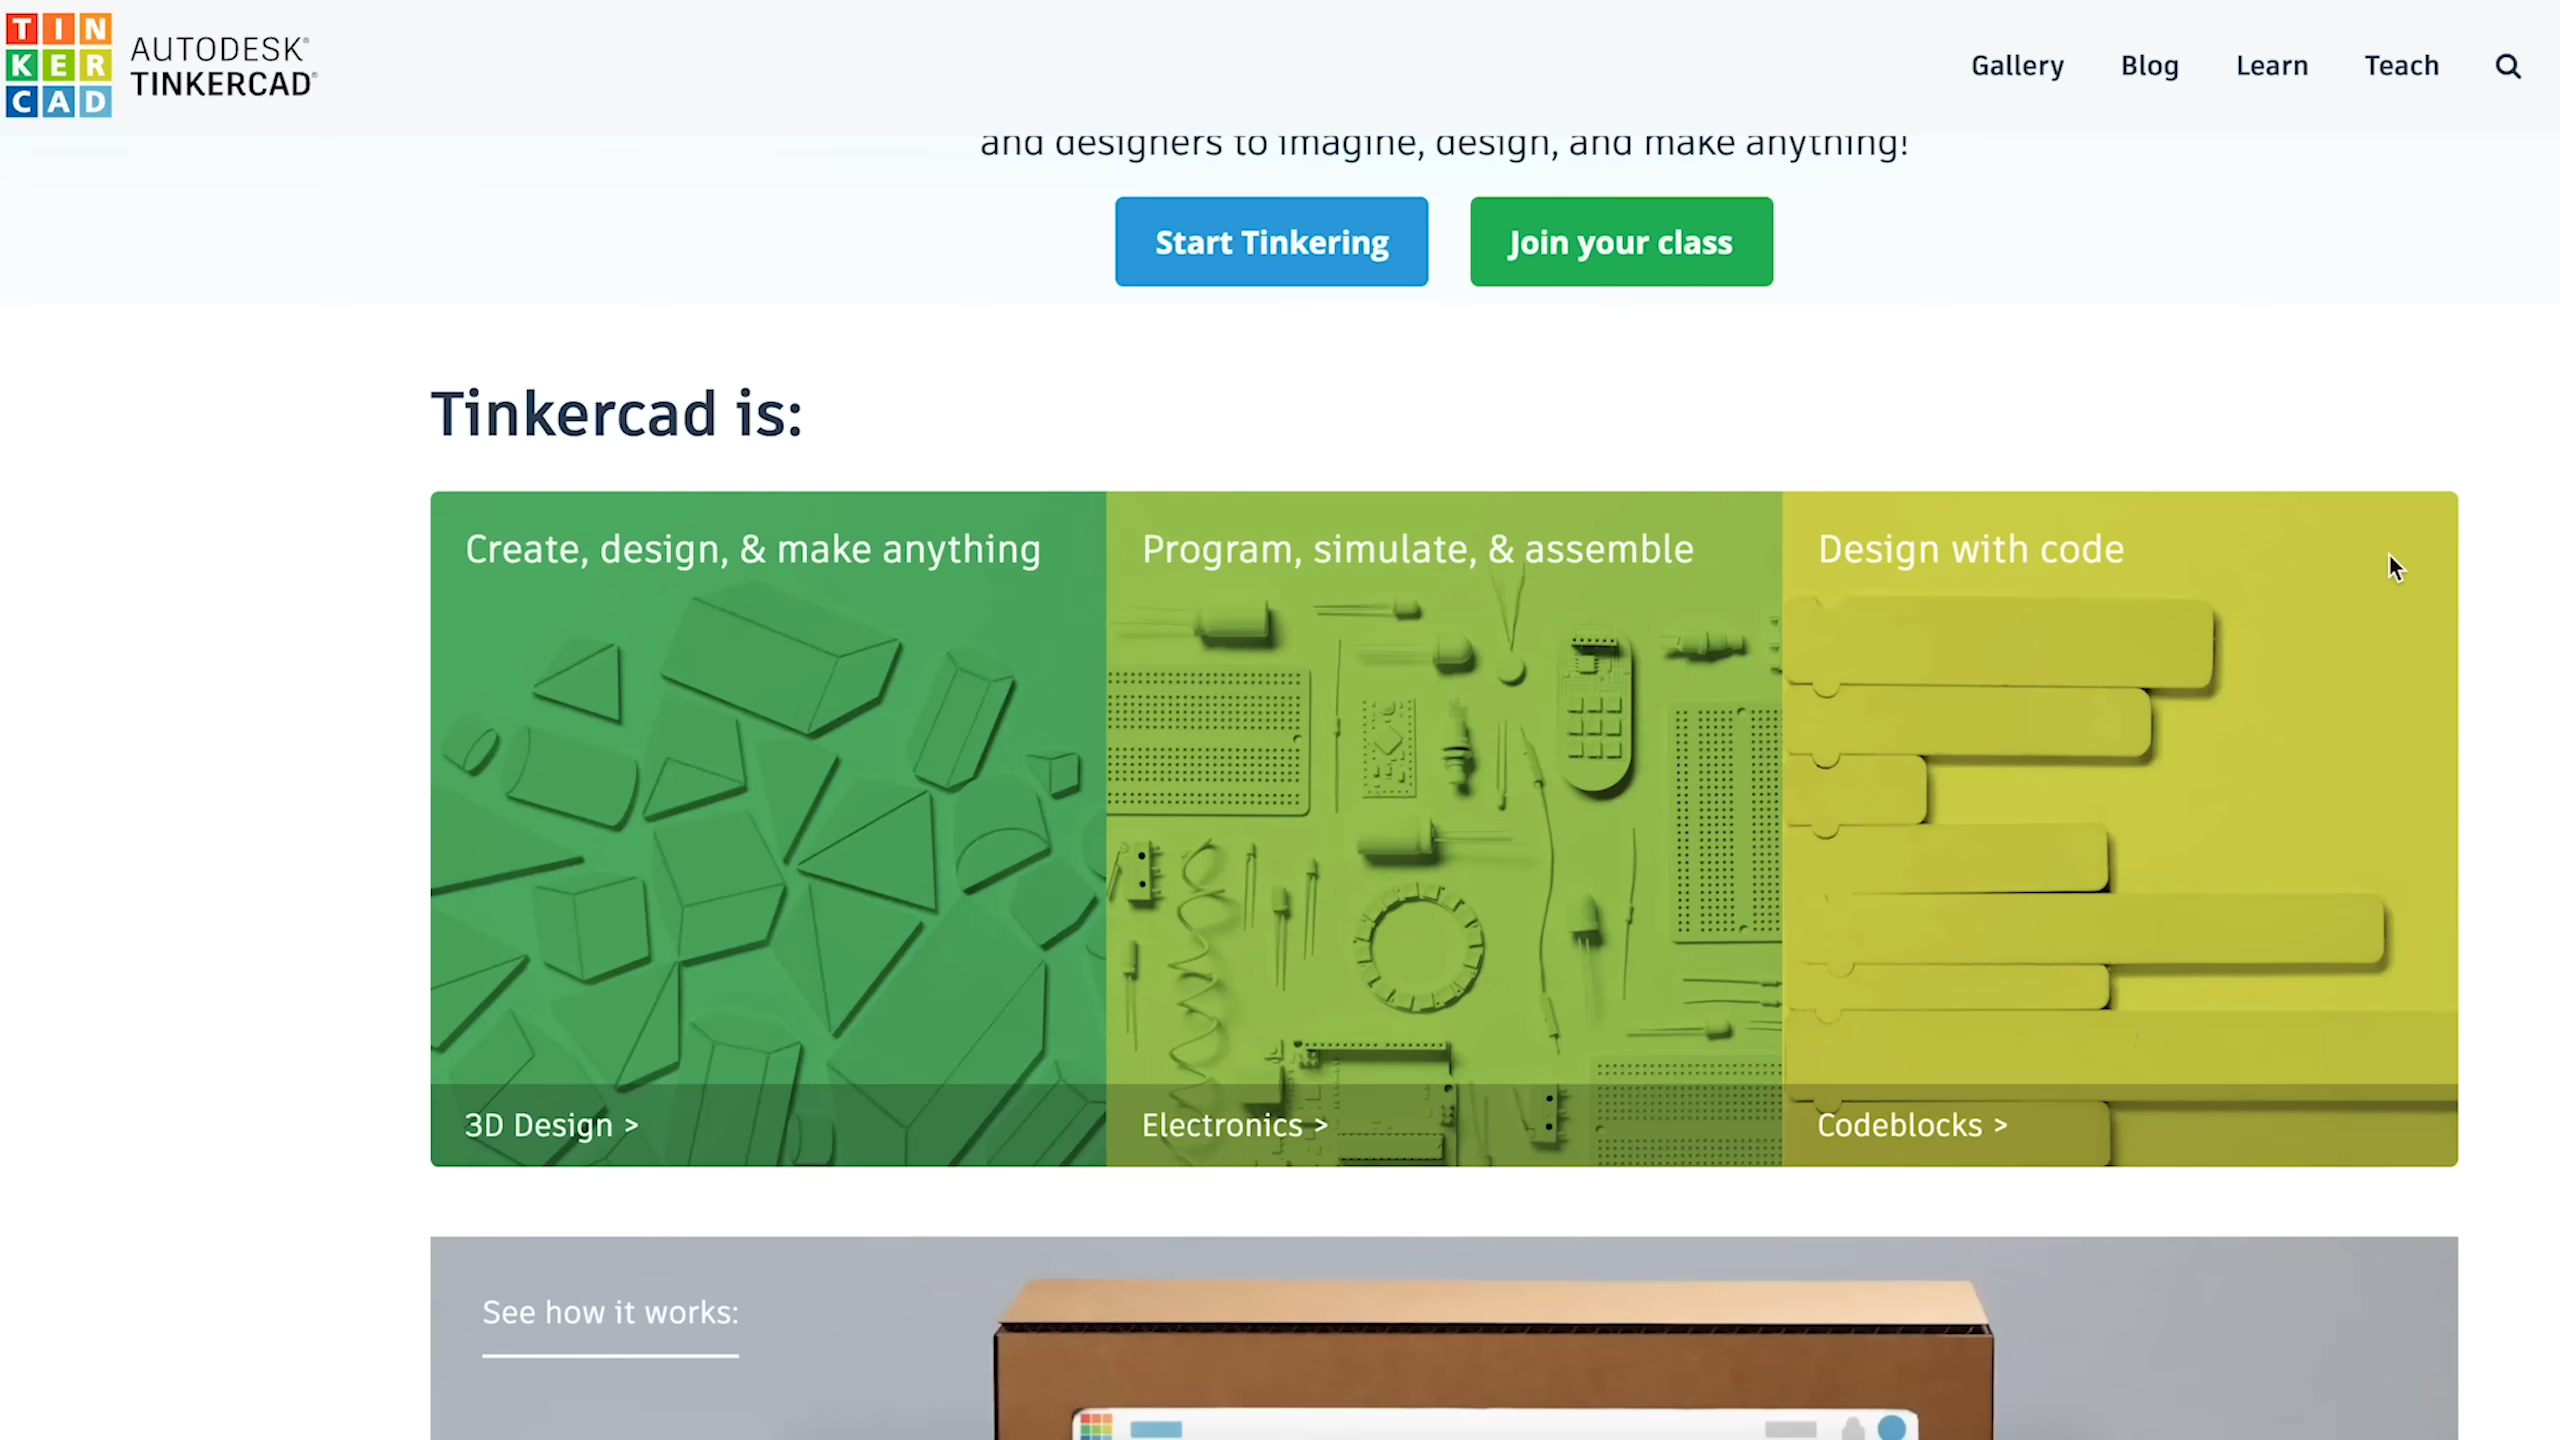 TIN
KER
CAD
AUTODESK®
TINKERCAD®
Gallery
Blog
Learn
Teach
and designers to imagine, design, and make anything!
Start Tinkering
Join your class
Tinkercad is:
Create, design, & make anything
Program, simulate, & assemble
Design with code
3D Design >
Electronics >
Codeblocks >
See how it works: